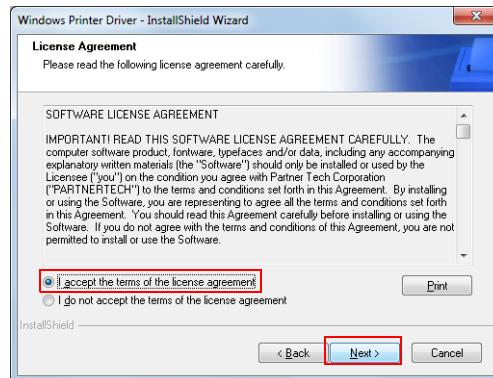 Windows Printer Driver - InstallShield Wizard
License Agreement
Please read the following license agreement carefully.
SOFTWARE LICENSE AGREEMENT
IMPORTANT! READ THIS SOFTWARE LICENSE AGREEMENT CAREFULLY. The
computer software product, fontware, typefaces and/or data, including any accompanying
explanatory written materials (the "Software") should only be installed or used by the
Licensee ("you") on the condition you agree with Partner Tech Corporation
("PARTNERTECH") to the terms and conditions set forth in this Agreement. By installing
or using the Software, you are representing to agree all the terms and conditions set forth
in this Agreement. You should read this Agreement carefully before installing or using the
Software. If you do not agree with the terms and conditions of this Agreement, you are not
permitted to install or use the Software.
I accept the terms of the license agreement
Print
I do not accept the terms of the license agreement
InstallShield
< Back
Next >
Cancel